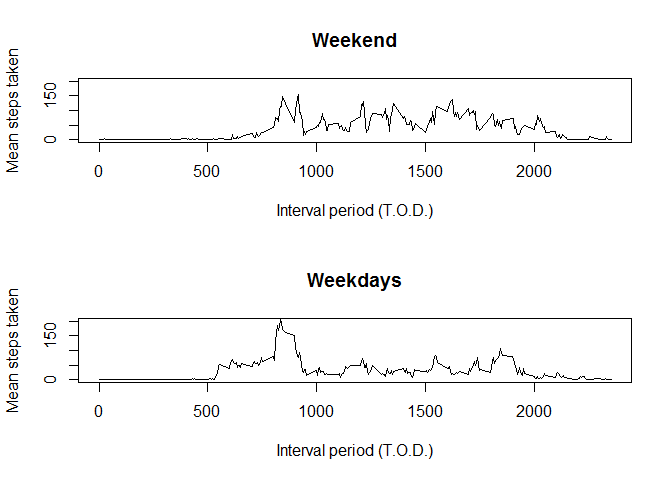 Weekend
Mean steps taken
150
0
0 500 1000 1500 2000
Interval period (T.O.D.)
Weekdays
Mean steps taken
150
0
0 500 1000 1500 2000
Interval period (T.O.D.)